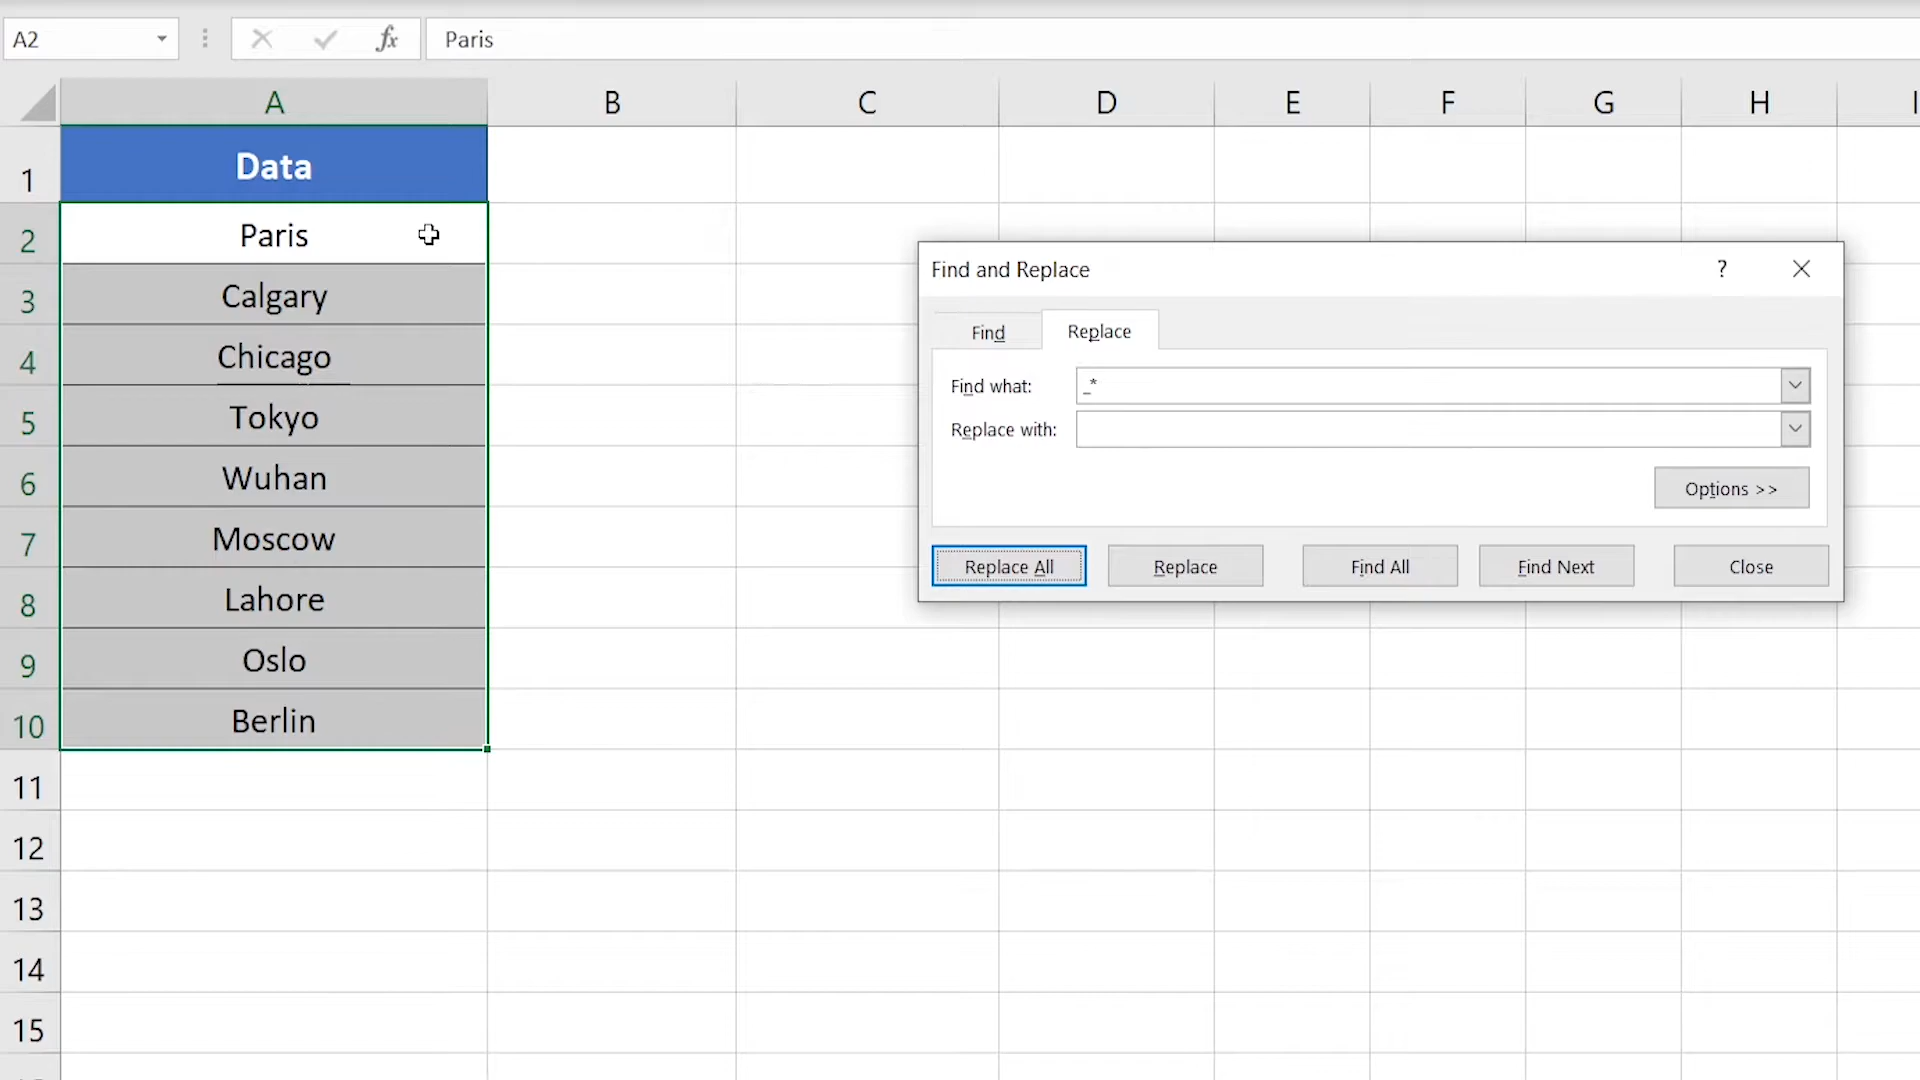 A2
fx
Paris
A B C D E F G H I
1 Data
2 Paris
3 Calgary
4 Chicago
5 Tokyo
6 Wuhan
7 Moscow
8 Lahore
9 Oslo
10 Berlin
11
12
13
14
15
Find and Replace ?
Find Replace
Find what: _*
Replace with:
Options >>
Replace All Replace Find All Find Next Close